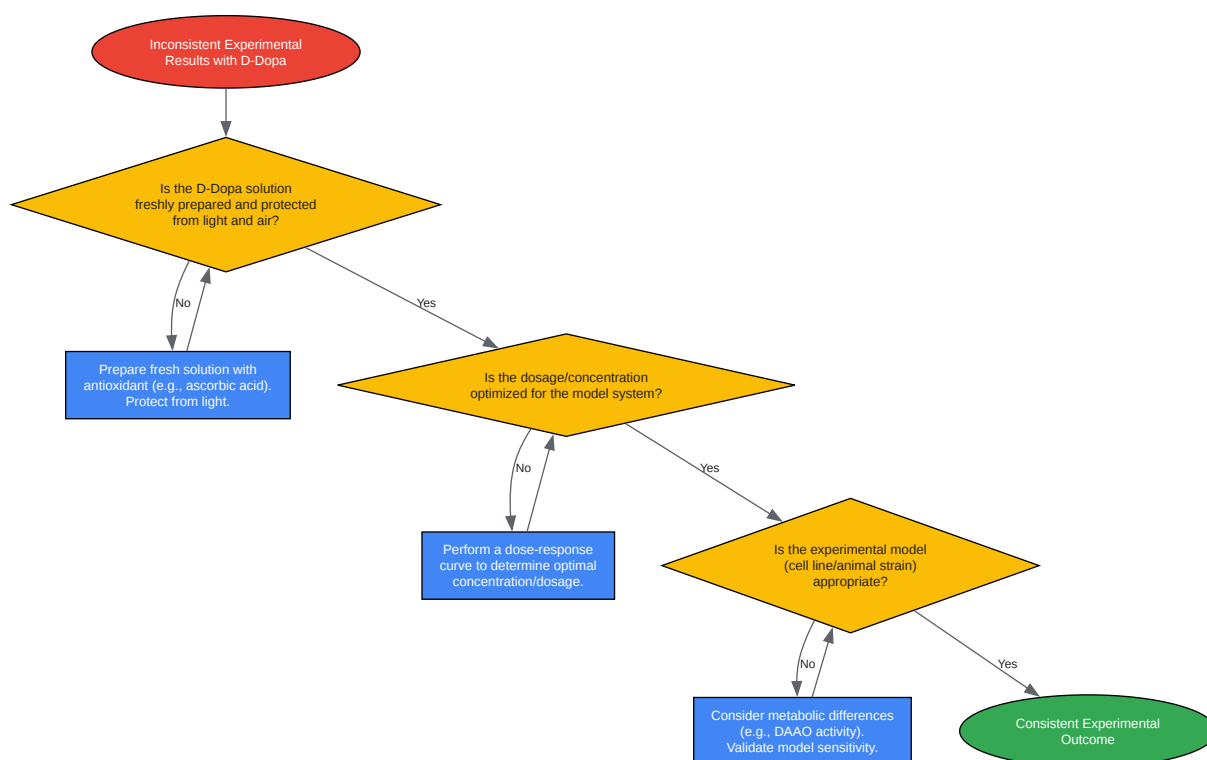 Inconsistent Experimental
Results with D-Dopa
Is the D-Dopa solution
freshly prepared and protected
from light and air?
No
Yes
Prepare fresh solution with
antioxidant (e.g., ascorbic acid).
Protect from light.
Is the dosage/concentration
optimized for the model system?
No
Yes
Perform a dose-response
curve to determine optimal
concentration/dosage.
Is the experimental model
(cell line/animal strain)
appropriate?
No
Yes
Consider metabolic differences
(e.g., DAAO activity).
Validate model sensitivity.
Consistent Experimental
Outcome